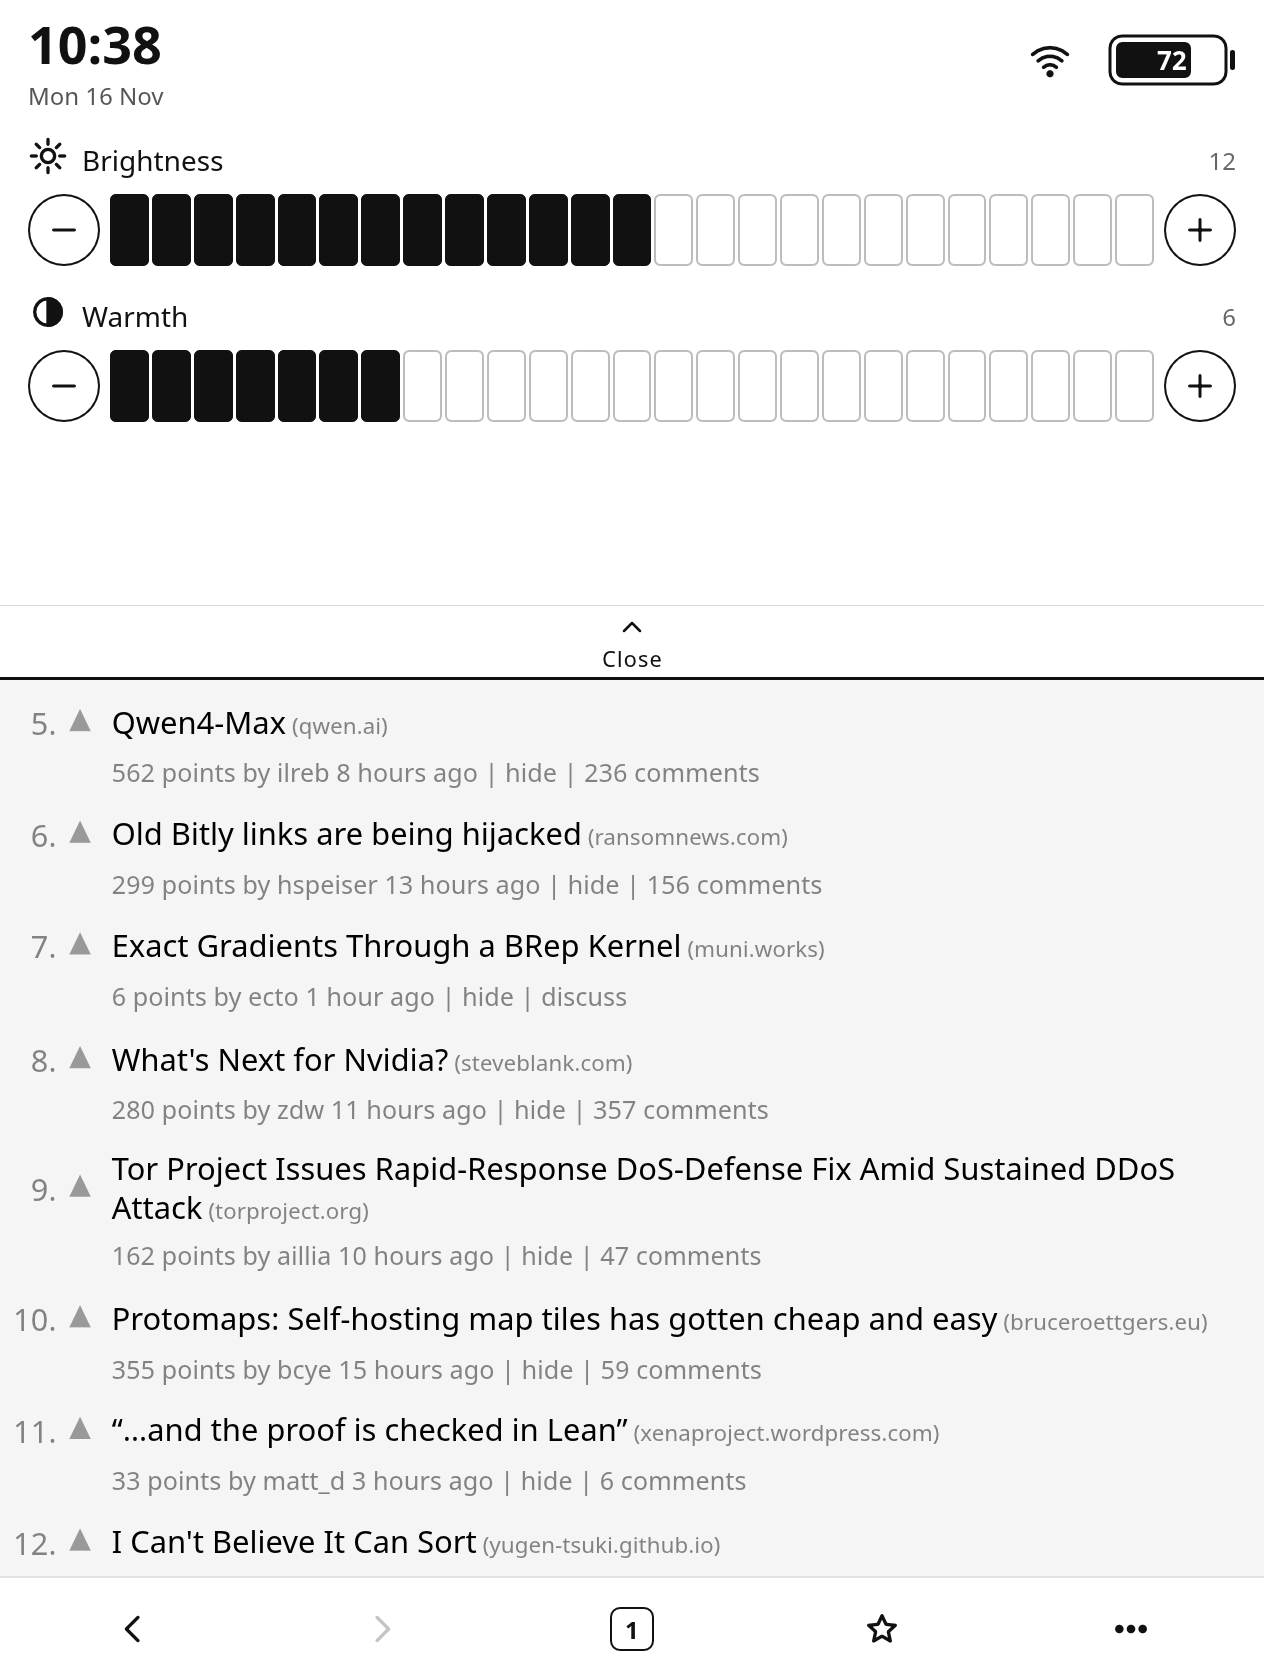 10:38
72
Mon 16 Nov
Brightness
12
Warmth
6
Close
5. Qwen4-Max (qwen.ai)
562 points by ilreb 8 hours ago | hide | 236 comments
6. Old Bitly links are being hijacked (ransomnews.com)
299 points by hspeiser 13 hours ago | hide | 156 comments
7. Exact Gradients Through a BRep Kernel (muni.works)
6 points by ecto 1 hour ago | hide | discuss
8. What's Next for Nvidia? (steveblank.com)
280 points by zdw 11 hours ago | hide | 357 comments
9. Tor Project Issues Rapid-Response DoS-Defense Fix Amid Sustained DDoS
Attack (torproject.org)
162 points by aillia 10 hours ago | hide | 47 comments
10. Protomaps: Self-hosting map tiles has gotten cheap and easy (bruceroettgers.eu)
355 points by bcye 15 hours ago | hide | 59 comments
11. “...and the proof is checked in Lean” (xenaproject.wordpress.com)
33 points by matt_d 3 hours ago | hide | 6 comments
12. I Can't Believe It Can Sort (yugen-tsuki.github.io)
1